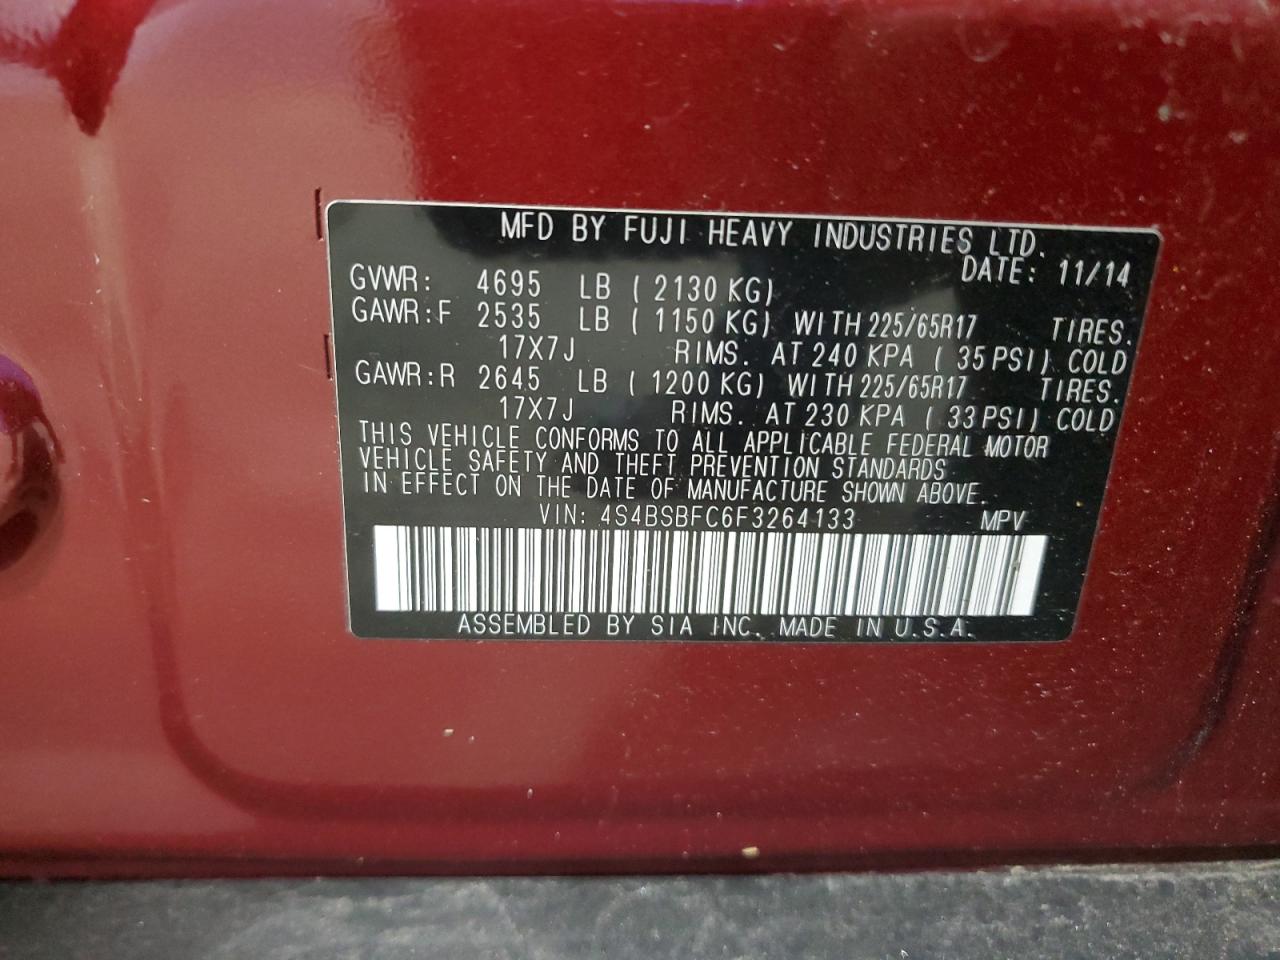 MFD BY FUJI HEAVY INDUSTRIES LTD.
DATE: 11/14
GVWR: 4695 LB ( 2130 KG)
GAWR:F 2535 LB ( 1150 KG) WITH 225/65R17 TIRES.
17X7J RIMS. AT 240 KPA ( 35 PSI) COLD
GAWR:R 2645 LB ( 1200 KG) WITH 225/65R17 TIRES.
17X7J RIMS. AT 230 KPA ( 33 PSI) COLD
THIS VEHICLE CONFORMS TO ALL APPLICABLE FEDERAL MOTOR
VEHICLE SAFETY AND THEFT PREVENTION STANDARDS
IN EFFECT ON THE DATE OF MANUFACTURE SHOWN ABOVE.
VIN: 4S4BSBFC6F3264133 MPV
ASSEMBLED BY SIA INC. MADE IN U.S.A.